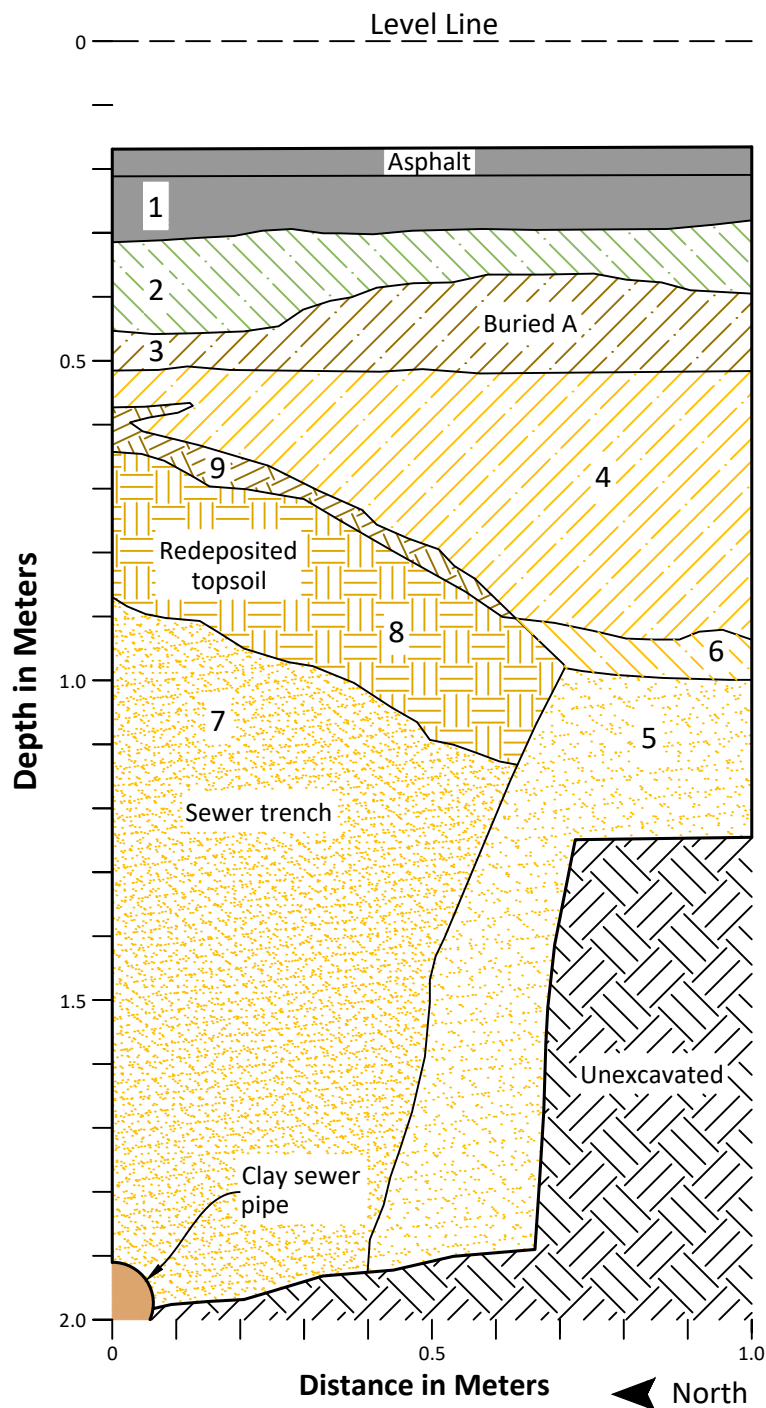 Level Line
0
Asphalt
1
2
Buried A
3
0.5
9
4
Redeposited
topsoil
8
6
1.0
7
5
Sewer trench
Depth in Meters
1.5
Unexcavated
Clay sewer
pipe
2.0
0
0.5
1.0
Distance in Meters
North